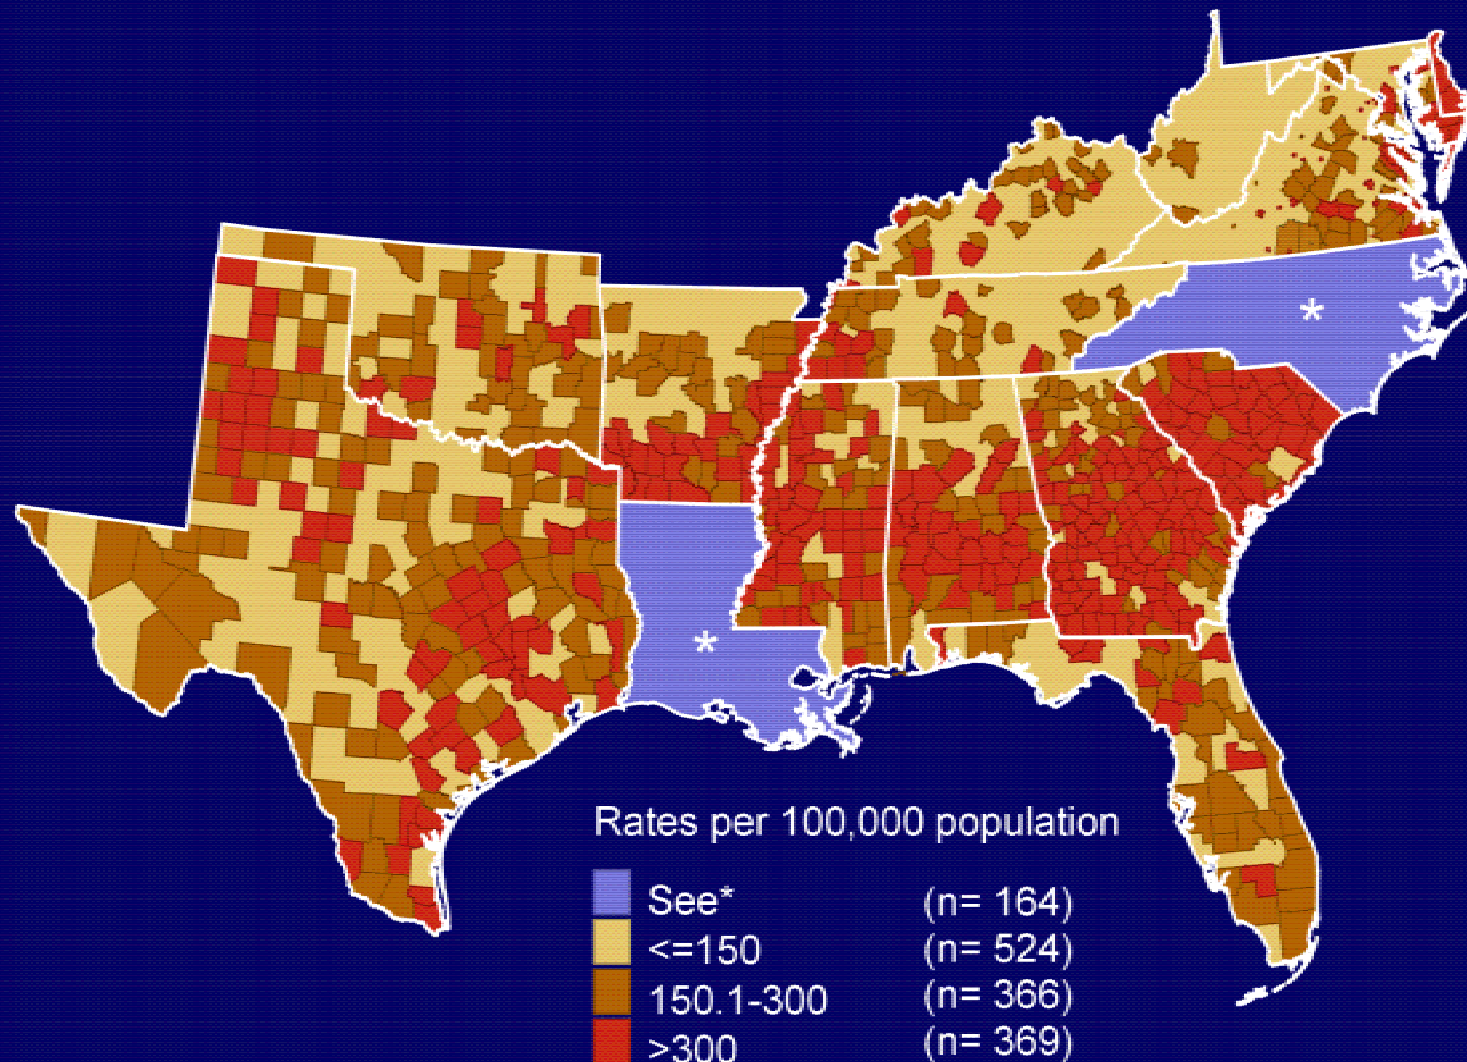 *
*
Rates per 100,000 population
See* (n= 164)
<=150 (n= 524)
150.1-300 (n= 366)
>300 (n= 369)